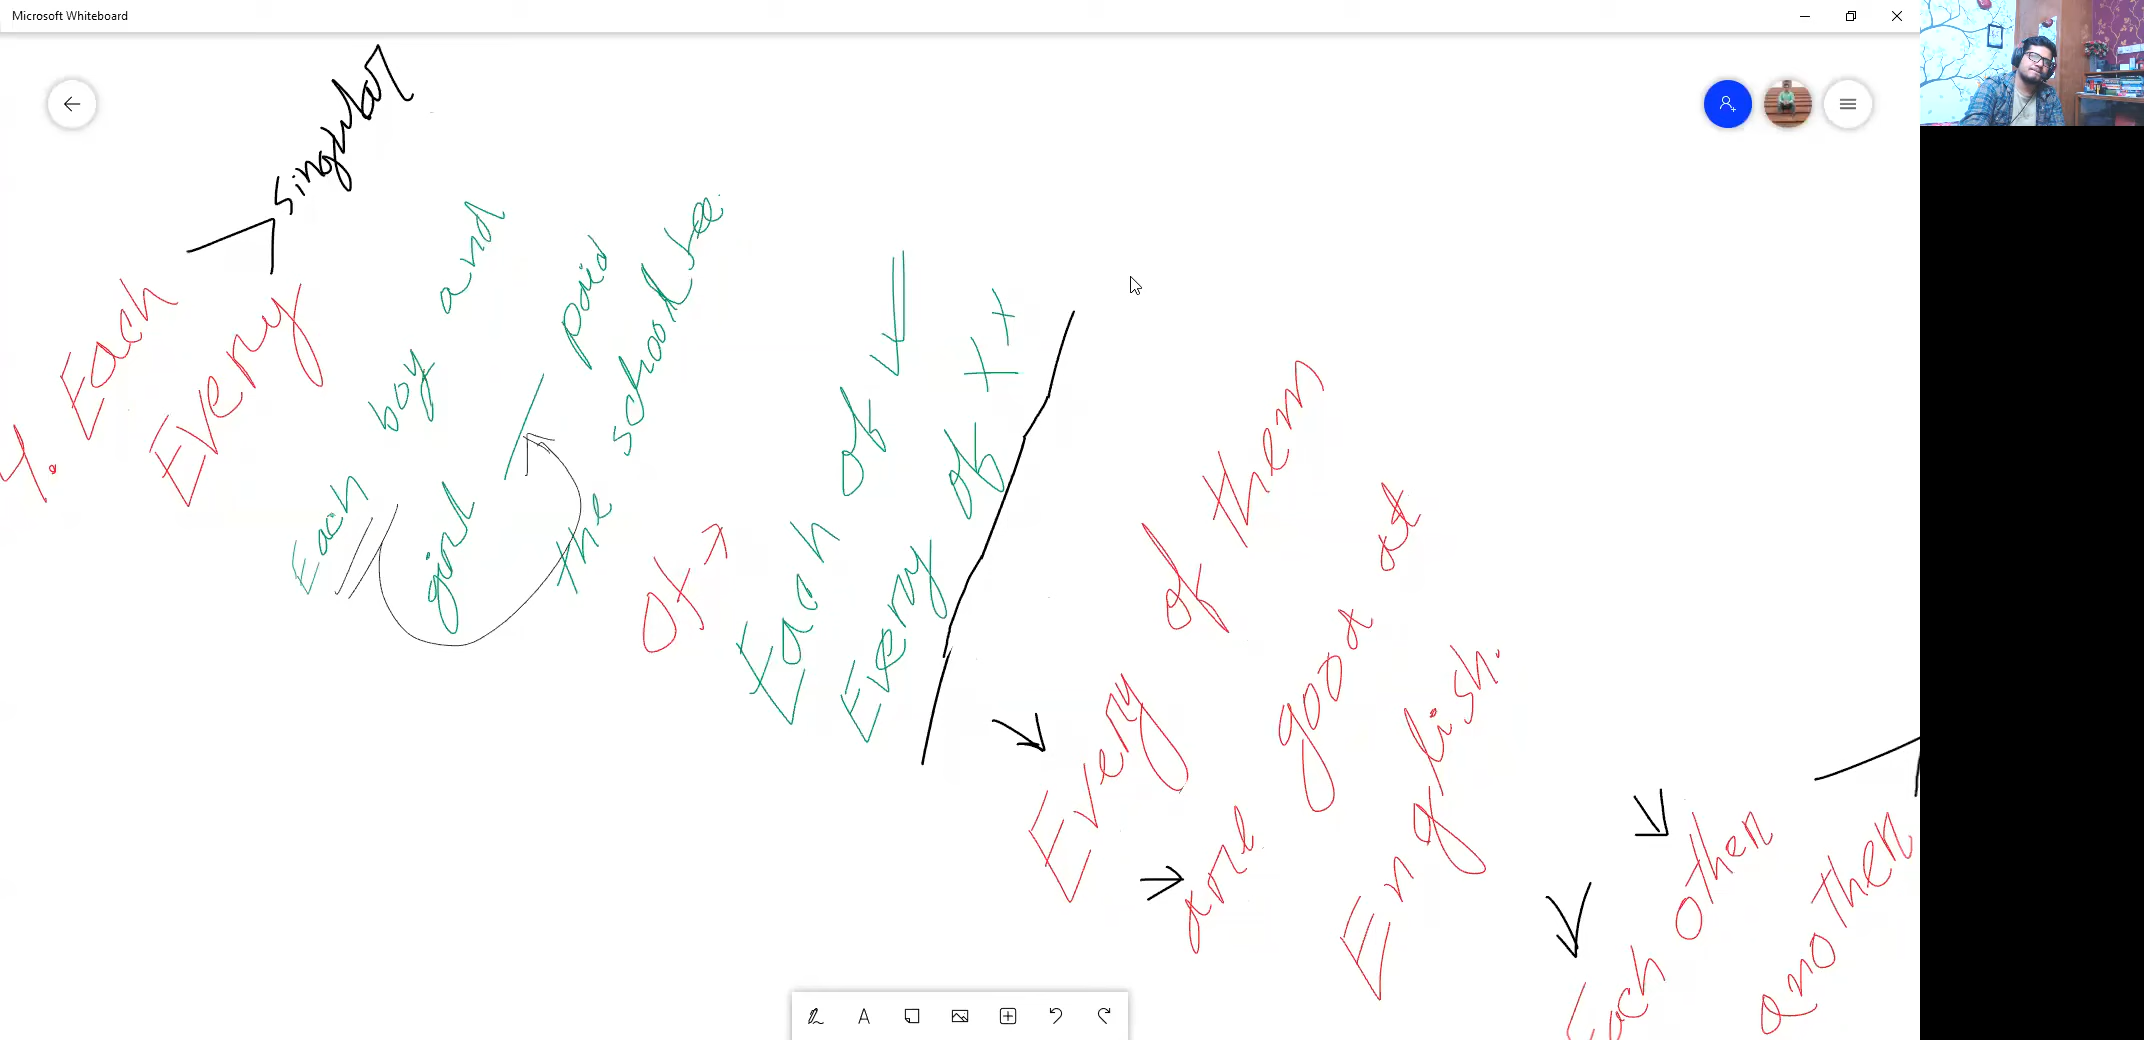 Microsoft Whiteboard
singular
4. Each
Every
Each boy and
girl paid
the school fee.
Of →
Each of
Every of ××
Every of them
are good at
English.
Each other
another